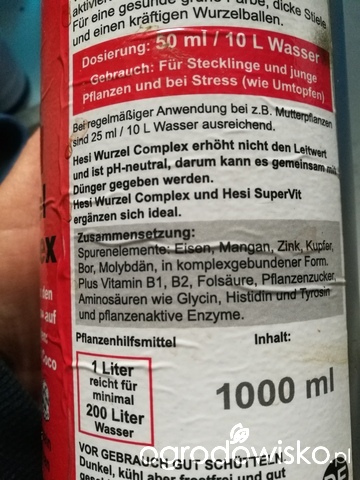 Für eine gesunde grüne Farbe, dicke Stiele
und einen kräftigen Wurzelballen.
Dosierung: 50 ml / 10 L Wasser
Gebrauch: Für Stecklinge und junge
Pflanzen und bei Stress (wie Umtopfen)
Bei regelmäßiger Anwendung bei z.B. Mutterpflanzen
sind 25 ml / 10 L Wasser ausreichend.
Hesi Wurzel Complex erhöht nicht den Leitwert
und ist pH-neutral, darum kann es gemeinsam mit
Dünger gegeben werden.
Hesi Wurzel Complex und Hesi SuperVit
ergänzen sich ideal.
Zusammensetzung:
Spurenelemente: Eisen, Mangan, Zink, Kupfer,
Bor, Molybdän, in komplexgebundener Form.
Plus Vitamin B1, B2, Folsäure, Pflanzenzucker,
Aminosäuren wie Glycin, Histidin und Tyrosin
und pflanzenaktive Enzyme.
Pflanzenhilfsmittel
Inhalt:
1 Liter
reicht für
minimal
200 Liter
Wasser
1000 ml
VOR GEBRAUCH GUT SCHÜTTELN.
Dunkel, kühl aber frostfrei und gut
ogrodowisko.pl